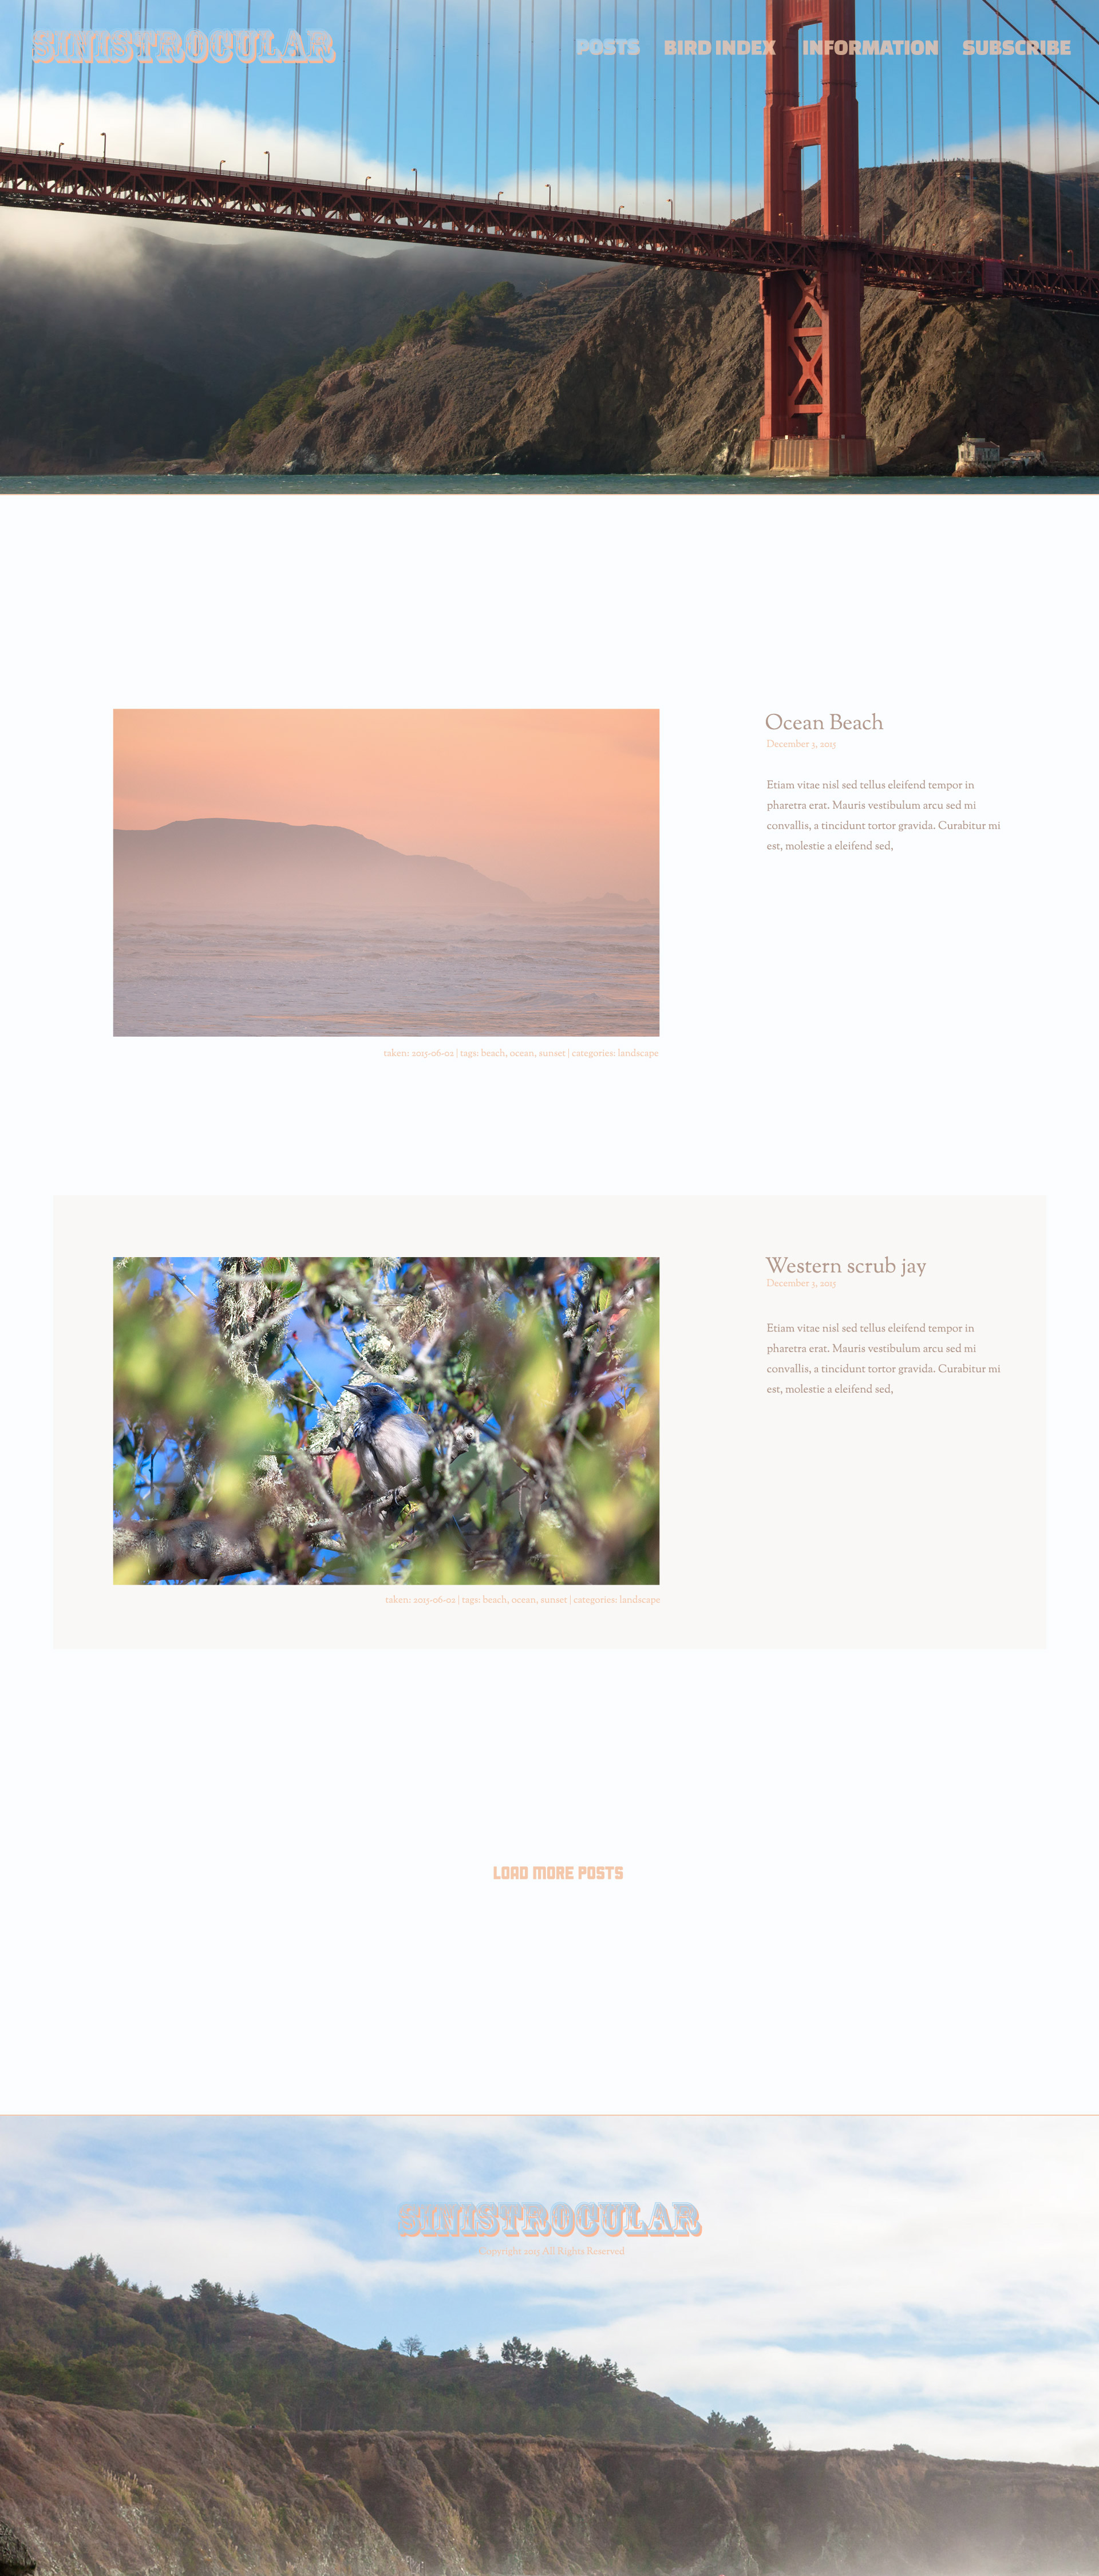 SINISTROCULAR
POSTS BIRD INDEX INFORMATION SUBSCRIBE
Ocean Beach
December 3, 2015
Etiam vitae nisl sed tellus eleifend tempor in
pharetra erat. Mauris vestibulum arcu sed mi
convallis, a tincidunt tortor gravida. Curabitur mi
est, molestie a eleifend sed,
taken: 2015-06-02 | tags: beach, ocean, sunset | categories: landscape
Western scrub jay
December 3, 2015
Etiam vitae nisl sed tellus eleifend tempor in
pharetra erat. Mauris vestibulum arcu sed mi
convallis, a tincidunt tortor gravida. Curabitur mi
est, molestie a eleifend sed,
taken: 2015-06-02 | tags: beach, ocean, sunset | categories: landscape
LOAD MORE POSTS
SINISTROCULAR
Copyright 2015 All Rights Reserved